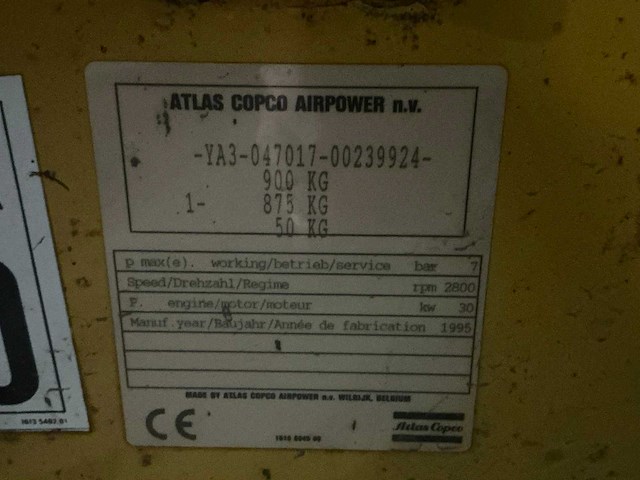 ATLAS COPCO AIRPOWER n.v.
-YA3-047017-00239924-
900 KG
1- 875 KG
50 KG
p max(e). working/betrieb/service bar 7
Speed/Drehzahl/Regime rpm 2800
P. engine/motor/moteur kw 30
Manuf.year/Baujahr/Année de fabrication 1995
MADE BY ATLAS COPCO AIRPOWER n.v. WILRIJK, BELGIUM
CE
Atlas Copco